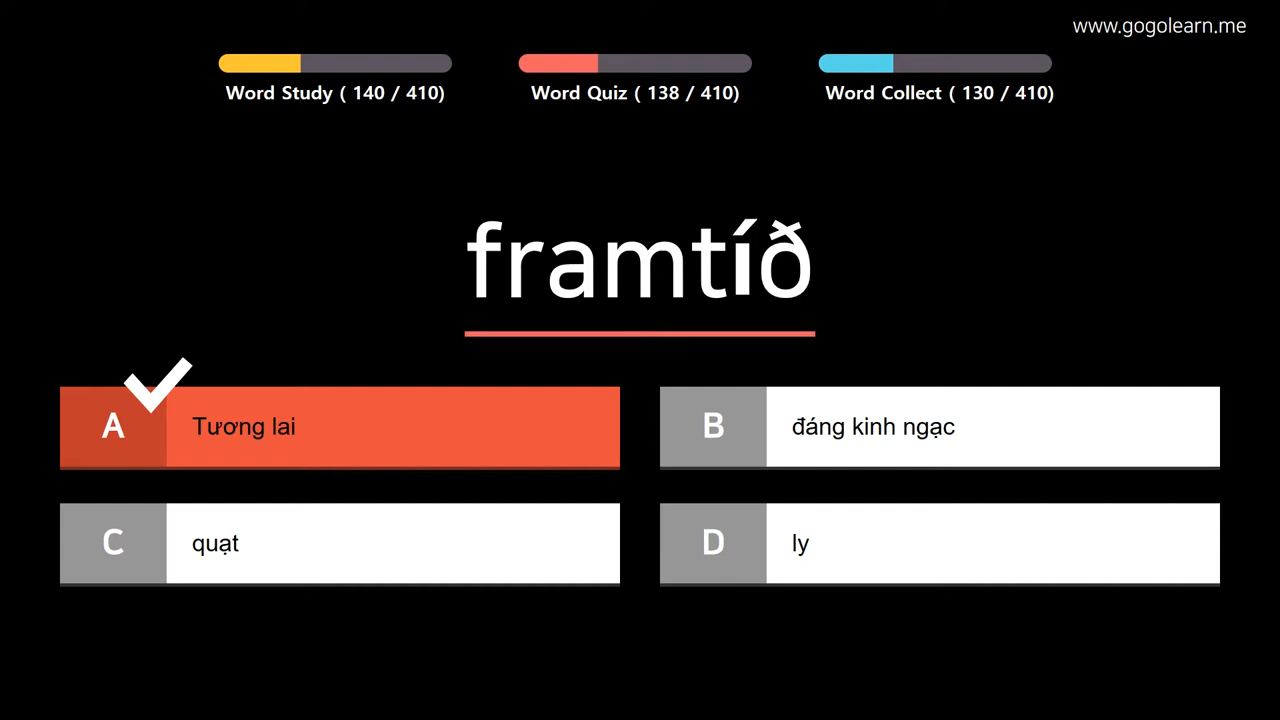 www.gogolearn.me
Word Study ( 140 / 410)
Word Quiz ( 138 / 410)
Word Collect ( 130 / 410)
framtíð
A
Tương lai
B
đáng kinh ngạc
C
quạt
D
ly